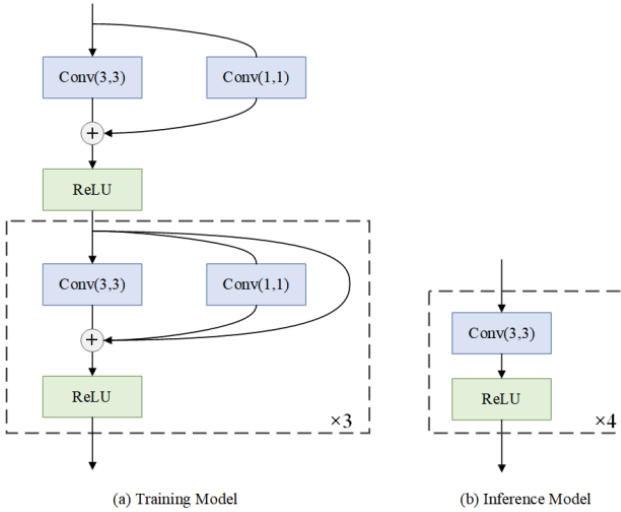 Conv(3,3)
Conv(1,1)
+
ReLU
Conv(3,3)
Conv(1,1)
+
ReLU
×3
(a) Training Model
Conv(3,3)
ReLU
×4
(b) Inference Model